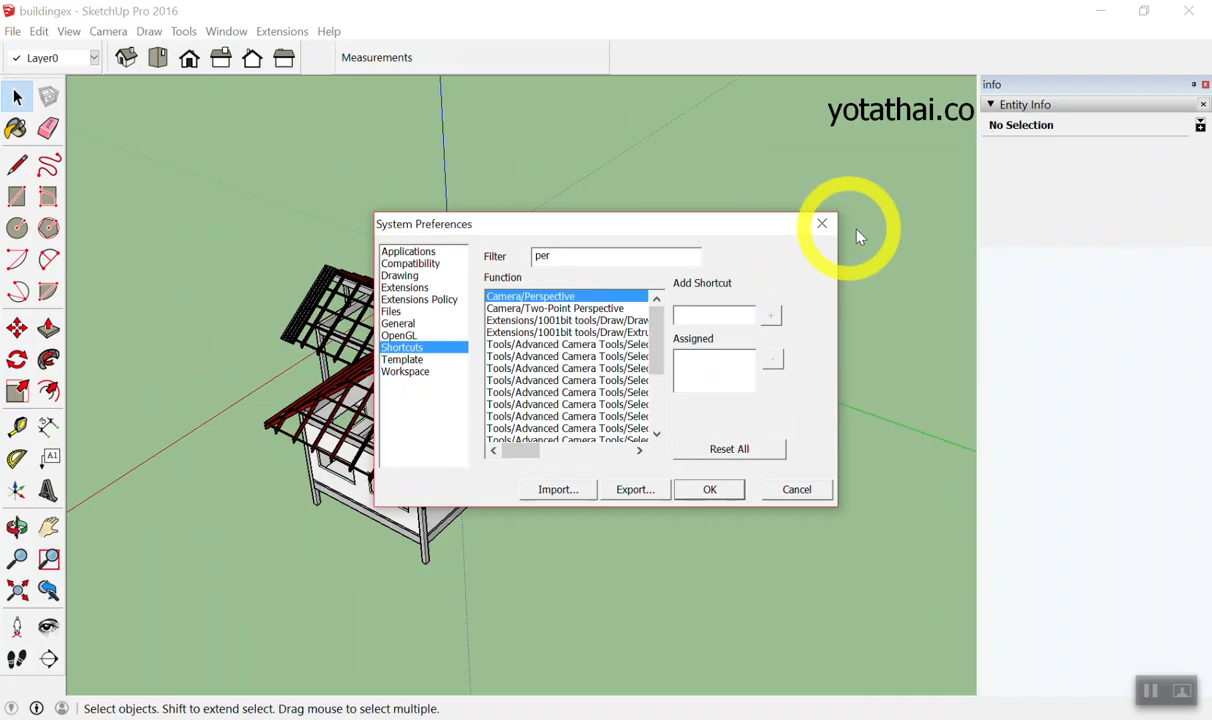 buildingex - SketchUp Pro 2016
File Edit View Camera Draw Tools Window Extensions Help
Layer0
Measurements
info
Entity Info
No Selection
yotathai.co
System Preferences
Applications
Compatibility
Drawing
Extensions
Extensions Policy
Files
General
OpenGL
Shortcuts
Template
Workspace
Filter
per
Function
Camera/Perspective
Camera/Two-Point Perspective
Extensions/1001bit tools/Draw/Draw
Extensions/1001bit tools/Draw/Extru
Tools/Advanced Camera Tools/Selec
Tools/Advanced Camera Tools/Selec
Tools/Advanced Camera Tools/Selec
Tools/Advanced Camera Tools/Selec
Tools/Advanced Camera Tools/Selec
Tools/Advanced Camera Tools/Selec
Tools/Advanced Camera Tools/Selec
Tools/Advanced Camera Tools/Selec
Tools/Advanced Camera Tools/Selec
Add Shortcut
+
Assigned
-
Reset All
Import...
Export...
OK
Cancel
A1
Select objects. Shift to extend select. Drag mouse to select multiple.